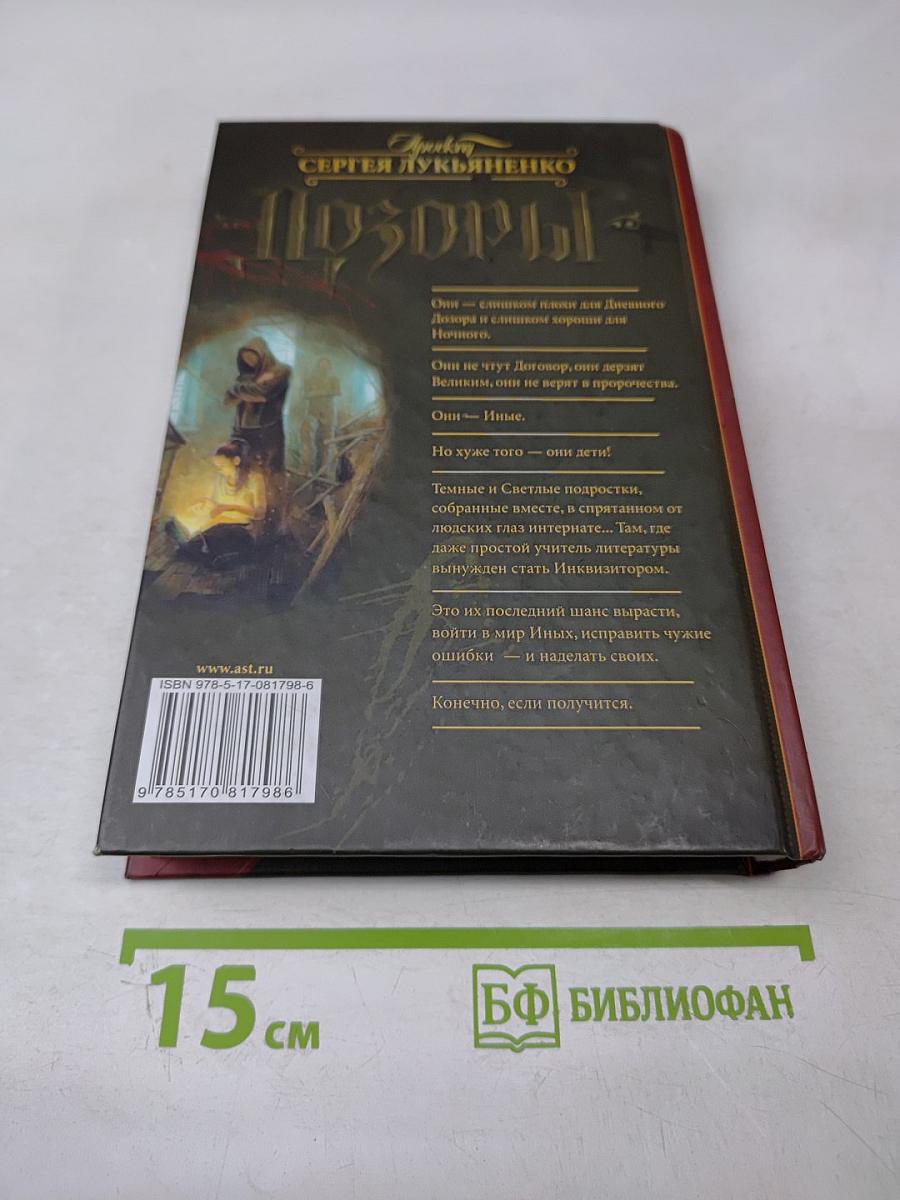 Проект
СЕРГЕЯ ЛУКЬЯНЕНКО
Дозоры
Они — слишком плохи для Дневного
Дозора и слишком хороши для
Ночного.
Они не чтут Договор, они дерзят
Великим, они не верят в пророчества.
Они — Иные.
Но хуже того — они дети!
Темные и Светлые подростки,
собранные вместе, в спрятанном от
людских глаз интернате... Там, где
даже простой учитель литературы
вынужден стать Инквизитором.
Это их последний шанс вырасти,
войти в мир Иных, исправить чужие
ошибки — и наделать своих.
Конечно, если получится.
www.ast.ru
ISBN 978-5-17-081798-6
9 785170 817986
15 см
БФ БИБЛИОФАН